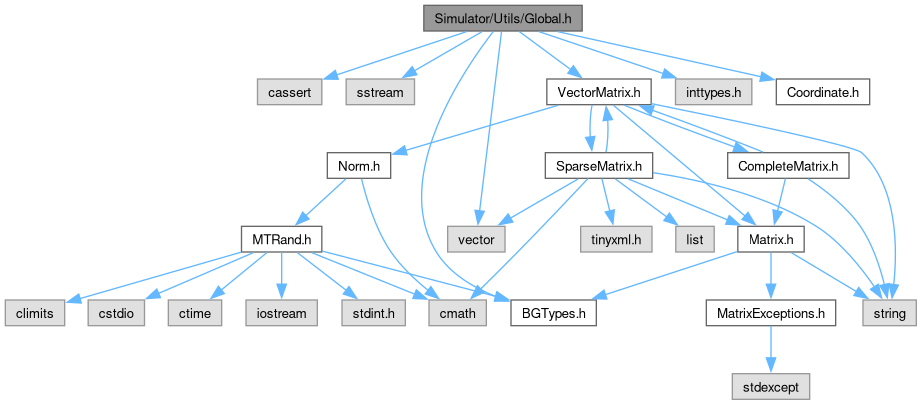 Simulator/Utils/Global.h
cassert
sstream
VectorMatrix.h
inttypes.h
Coordinate.h
Norm.h
SparseMatrix.h
CompleteMatrix.h
MTRand.h
vector
tinyxml.h
list
Matrix.h
climits
cstdio
ctime
iostream
stdint.h
cmath
BGTypes.h
MatrixExceptions.h
string
stdexcept